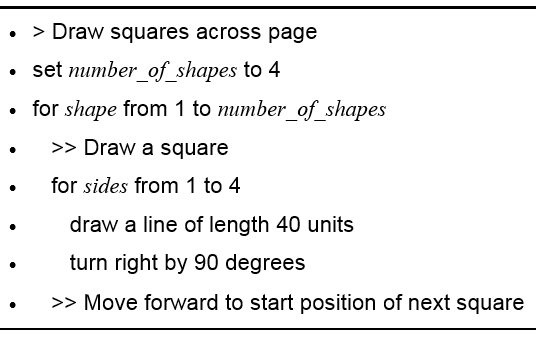 • > Draw squares across page
• set number_of_shapes to 4
• for shape from 1 to number_of_shapes
• >> Draw a square
• for sides from 1 to 4
• draw a line of length 40 units
• turn right by 90 degrees
• >> Move forward to start position of next square